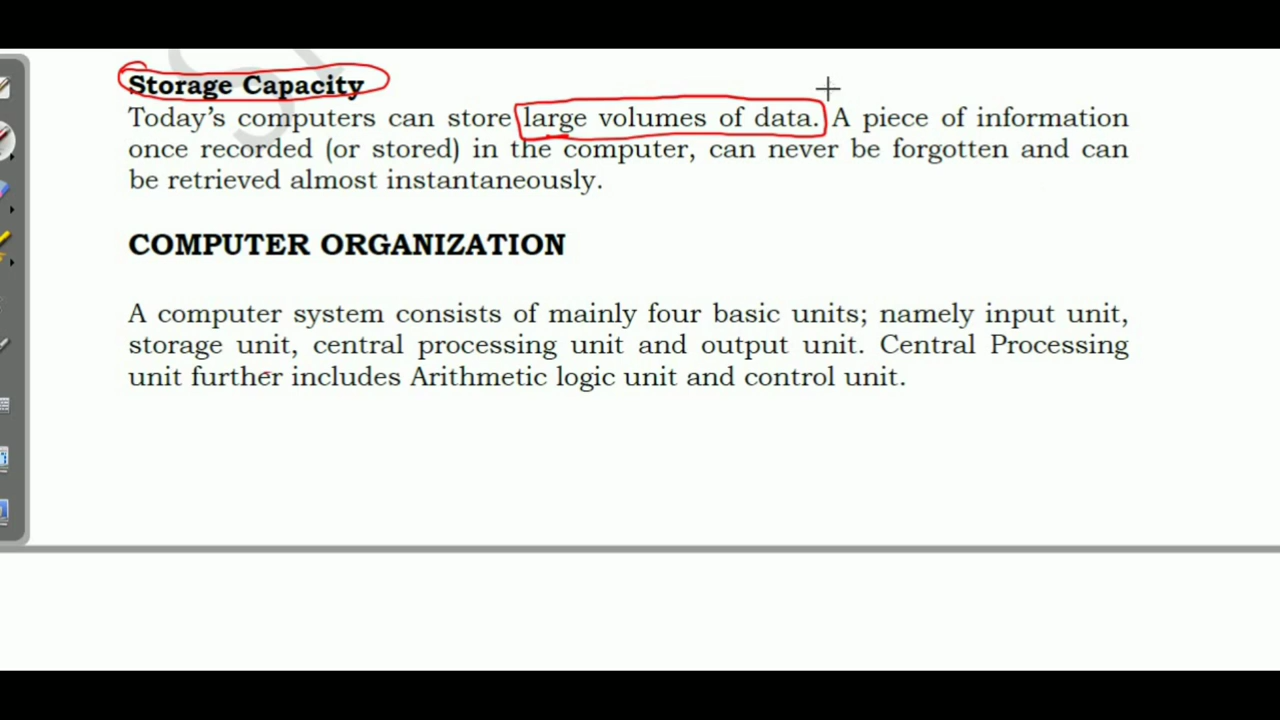 Storage Capacity
Today's computers can store large volumes of data. A piece of information
once recorded (or stored) in the computer, can never be forgotten and can
be retrieved almost instantaneously.
COMPUTER ORGANIZATION
A computer system consists of mainly four basic units; namely input unit,
storage unit, central processing unit and output unit. Central Processing
unit further includes Arithmetic logic unit and control unit.